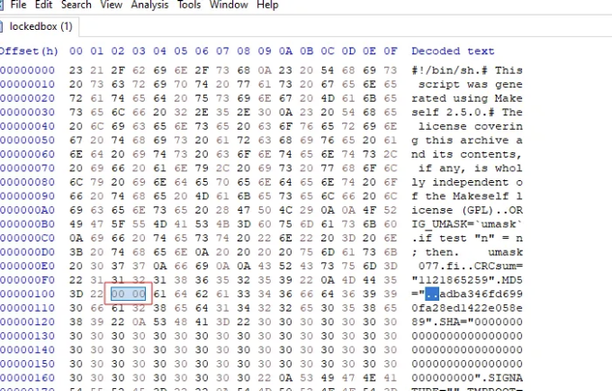 File Edit Search View Analysis Tools Window Help
lockedbox (1)
Offset(h) 00 01 02 03 04 05 06 07 08 09 0A 0B 0C 0D 0E 0F Decoded text
00000000 23 21 2F 62 69 6E 2F 73 68 0A 23 20 54 68 69 73 #!/bin/sh.# This
00000010 20 73 63 72 69 70 74 20 77 61 73 20 67 65 6E 65 script was gene
00000020 72 61 74 65 64 20 75 73 69 6E 67 20 4D 61 6B 65 rated using Make
00000030 73 65 6C 66 20 32 2E 35 2E 30 0A 23 20 54 68 65 self 2.5.0.# The
00000040 20 6C 69 63 65 6E 73 65 20 63 6F 76 65 72 69 6E license coverin
00000050 67 20 74 68 69 73 20 61 72 63 68 69 76 65 20 61 g this archive a
00000060 6E 64 20 69 74 73 20 63 6F 6E 74 65 6E 74 73 2C nd its contents,
00000070 20 69 66 20 61 6E 79 2C 20 69 73 20 77 68 6F 6C if any, is whol
00000080 6C 79 20 69 6E 64 65 70 65 6E 64 65 6E 74 20 6F ly independent o
00000090 66 20 74 68 65 20 4D 61 6B 65 73 65 6C 66 20 6C f the Makeself l
000000A0 69 63 65 6E 73 65 20 28 47 50 4C 29 0A 0A 4F 52 icense (GPL)..OR
000000B0 49 47 5F 55 4D 41 53 4B 3D 60 75 6D 61 73 6B 60 IG_UMASK=`umask`
000000C0 0A 69 66 20 74 65 73 74 20 22 6E 22 20 3D 20 6E .if test "n" = n
000000D0 3B 20 74 68 65 6E 0A 20 20 20 20 75 6D 61 73 6B ; then.    umask
000000E0 20 30 37 37 0A 66 69 0A 0A 43 52 43 73 75 6D 3D 077.fi..CRCsum=
000000F0 22 31 31 32 31 38 36 35 32 35 39 22 0A 4D 44 35 "1121865259".MD5
00000100 3D 22 00 00 61 64 62 61 33 34 36 66 64 36 39 39 ="..adba346fd699
00000110 30 66 61 32 38 65 64 31 34 32 32 65 30 35 38 65 0fa28ed1422e058e
00000120 38 39 22 0A 53 48 41 3D 22 30 30 30 30 30 30 30 89".SHA="0000000
00000130 30 30 30 30 30 30 30 30 30 30 30 30 30 30 30 30 0000000000000000
00000140 30 30 30 30 30 30 30 30 30 30 30 30 30 30 30 30 0000000000000000
00000150 30 30 30 30 30 30 30 30 30 30 30 30 30 30 30 30 0000000000000000
00000160 30 30 30 30 30 30 30 30 30 22 0A 53 49 47 4E 41 000000000".SIGNA